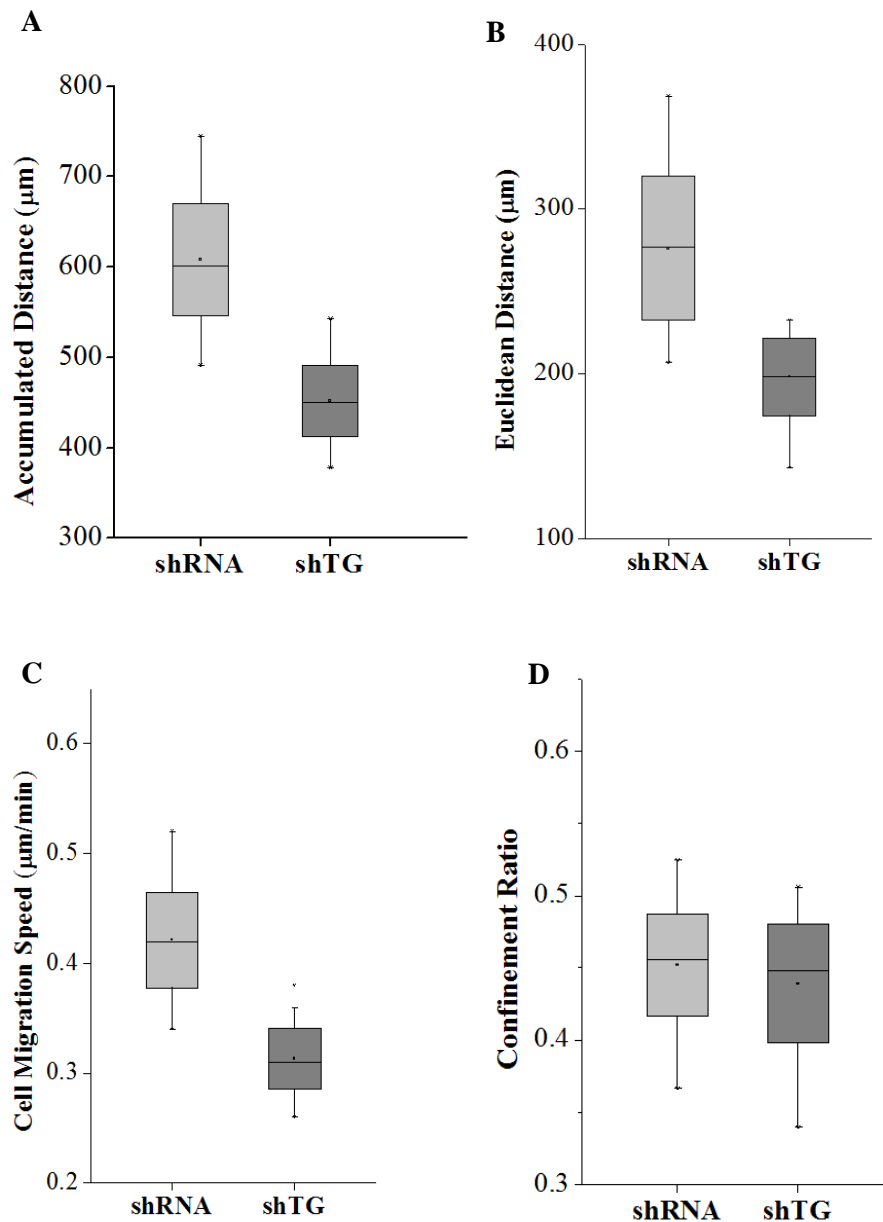 A
Accumulated Distance (μm)
800
700
600
500
400
300
shRNA shTG
B
Euclidean Distance (μm)
400
300
200
100
shRNA shTG
C
Cell Migration Speed (μm/min)
0.6
0.5
0.4
0.3
0.2
shRNA shTG
D
Confinement Ratio
0.6
0.5
0.4
0.3
shRNA shTG